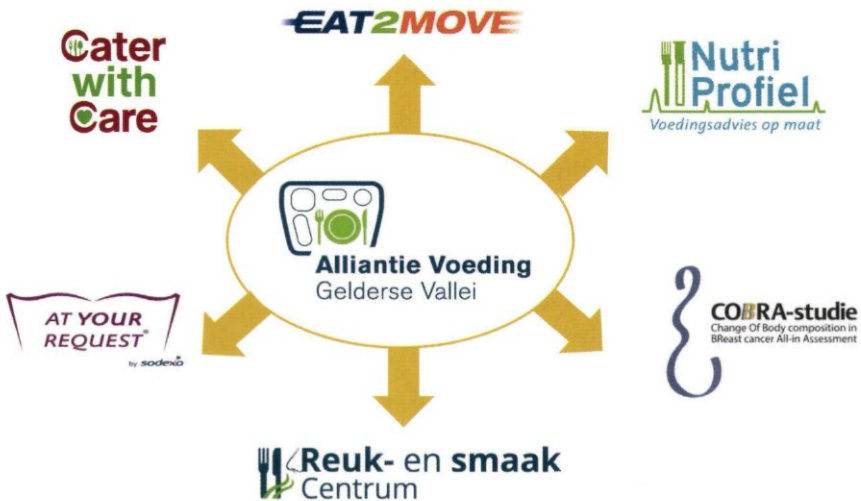 EAT2MOVE
Cater
with
Care
Nutri
Profiel
Voedingsadvies op maat
Alliantie Voeding
Gelderse Vallei
AT YOUR
REQUEST®
by sodexo
COBRA-studie
Change Of Body composition in
BReast cancer All-in Assessment
Reuk- en smaak
Centrum